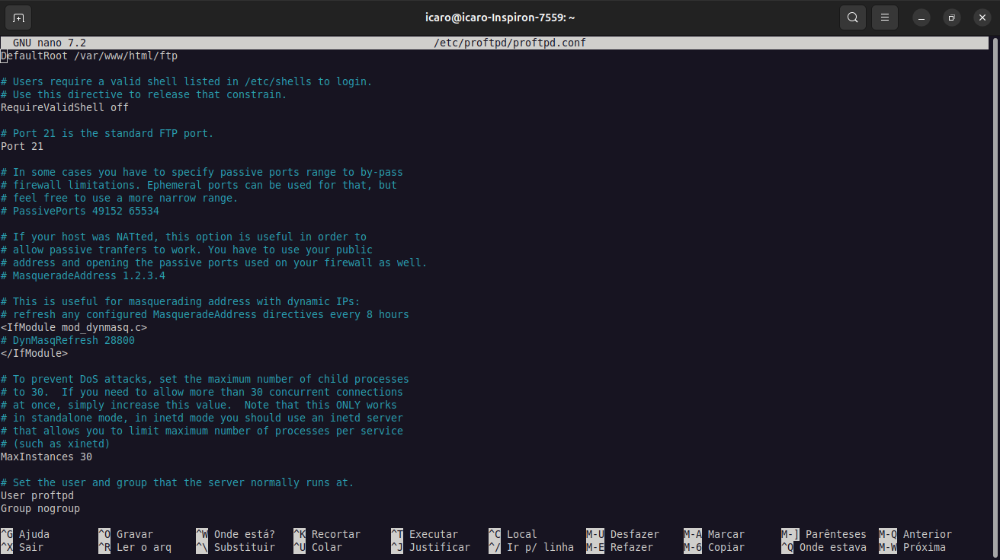 icaro@icaro-Inspiron-7559: ~
GNU nano 7.2 /etc/proftpd/proftpd.conf
DefaultRoot /var/www/html/ftp
# Users require a valid shell listed in /etc/shells to login.
# Use this directive to release that constrain.
RequireValidShell off
# Port 21 is the standard FTP port.
Port 21
# In some cases you have to specify passive ports range to by-pass
# firewall limitations. Ephemeral ports can be used for that, but
# feel free to use a more narrow range.
# PassivePorts 49152 65534
# If your host was NATted, this option is useful in order to
# allow passive tranfers to work. You have to use your public
# address and opening the passive ports used on your firewall as well.
# MasqueradeAddress 1.2.3.4
# This is useful for masquerading address with dynamic IPs:
# refresh any configured MasqueradeAddress directives every 8 hours
<IfModule mod_dynmasq.c>
# DynMasqRefresh 28800
</IfModule>
# To prevent DoS attacks, set the maximum number of child processes
# to 30.  If you need to allow more than 30 concurrent connections
# at once, simply increase this value.  Note that this ONLY works
# in standalone mode, in inetd mode you should use an inetd server
# that allows you to limit maximum number of processes per service
# (such as xinetd)
MaxInstances 30
# Set the user and group that the server normally runs at.
User proftpd
Group nogroup
^G Ajuda ^O Gravar ^W Onde está? ^K Recortar ^T Executar ^C Local M-U Desfazer M-A Marcar M-] Parênteses M-Q Anterior
^X Sair ^R Ler o arq ^\ Substituir ^U Colar ^J Justificar ^/ Ir p/ linha M-E Refazer M-6 Copiar ^Q Onde estava M-W Próxima